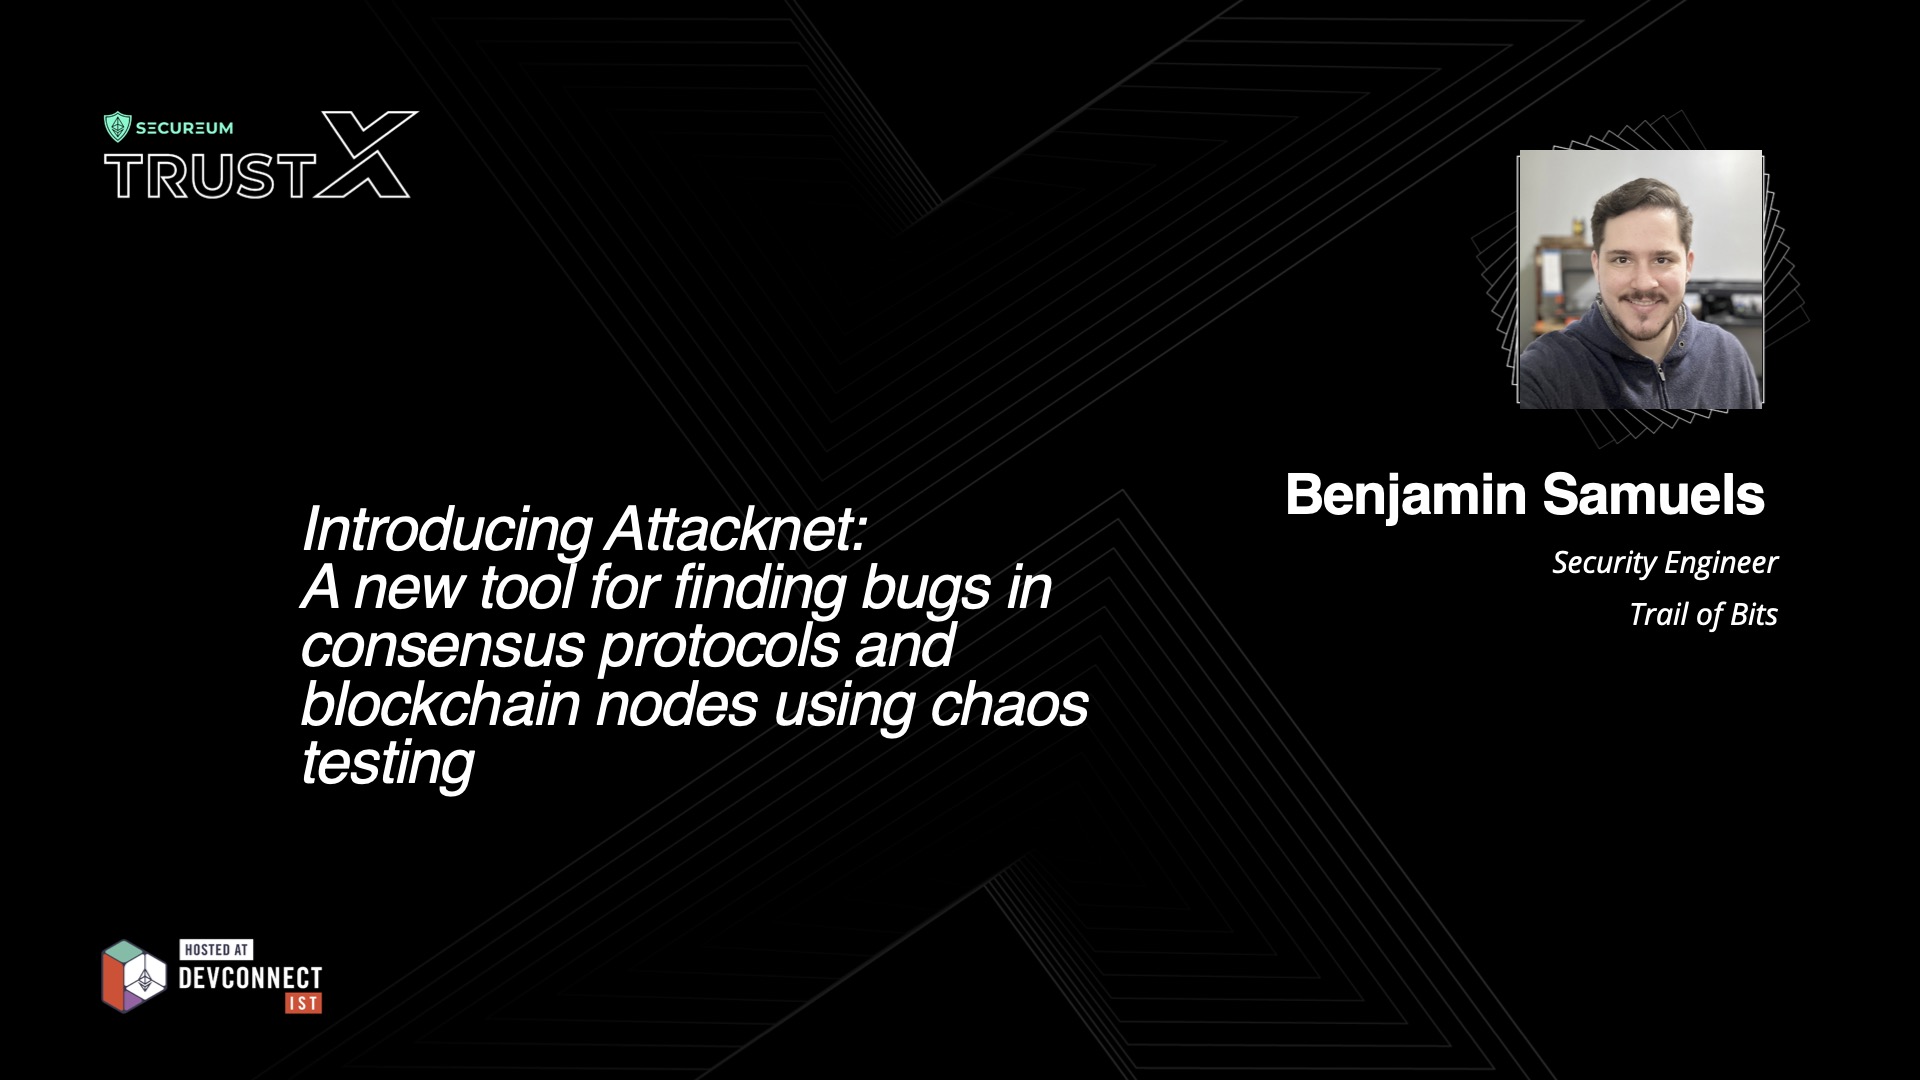 SECUREUM
TRUSTX
Benjamin Samuels
Security Engineer
Trail of Bits
Introducing Attacknet:
A new tool for finding bugs in
consensus protocols and
blockchain nodes using chaos
testing
HOSTED AT
DEVCONNECT
IST